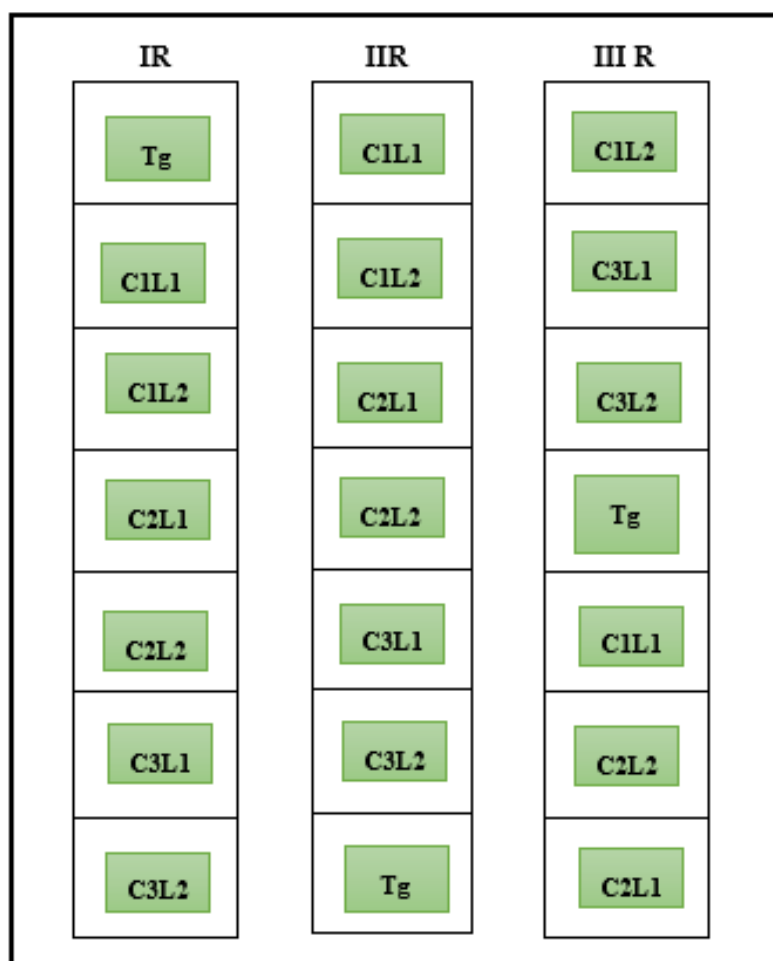 IR IIR III R
Tg C1L1 C1L2
C1L1 C1L2 C3L1
C1L2 C2L1 C3L2
C2L1 C2L2 Tg
C2L2 C3L1 C1L1
C3L1 C3L2 C2L2
C3L2 Tg C2L1